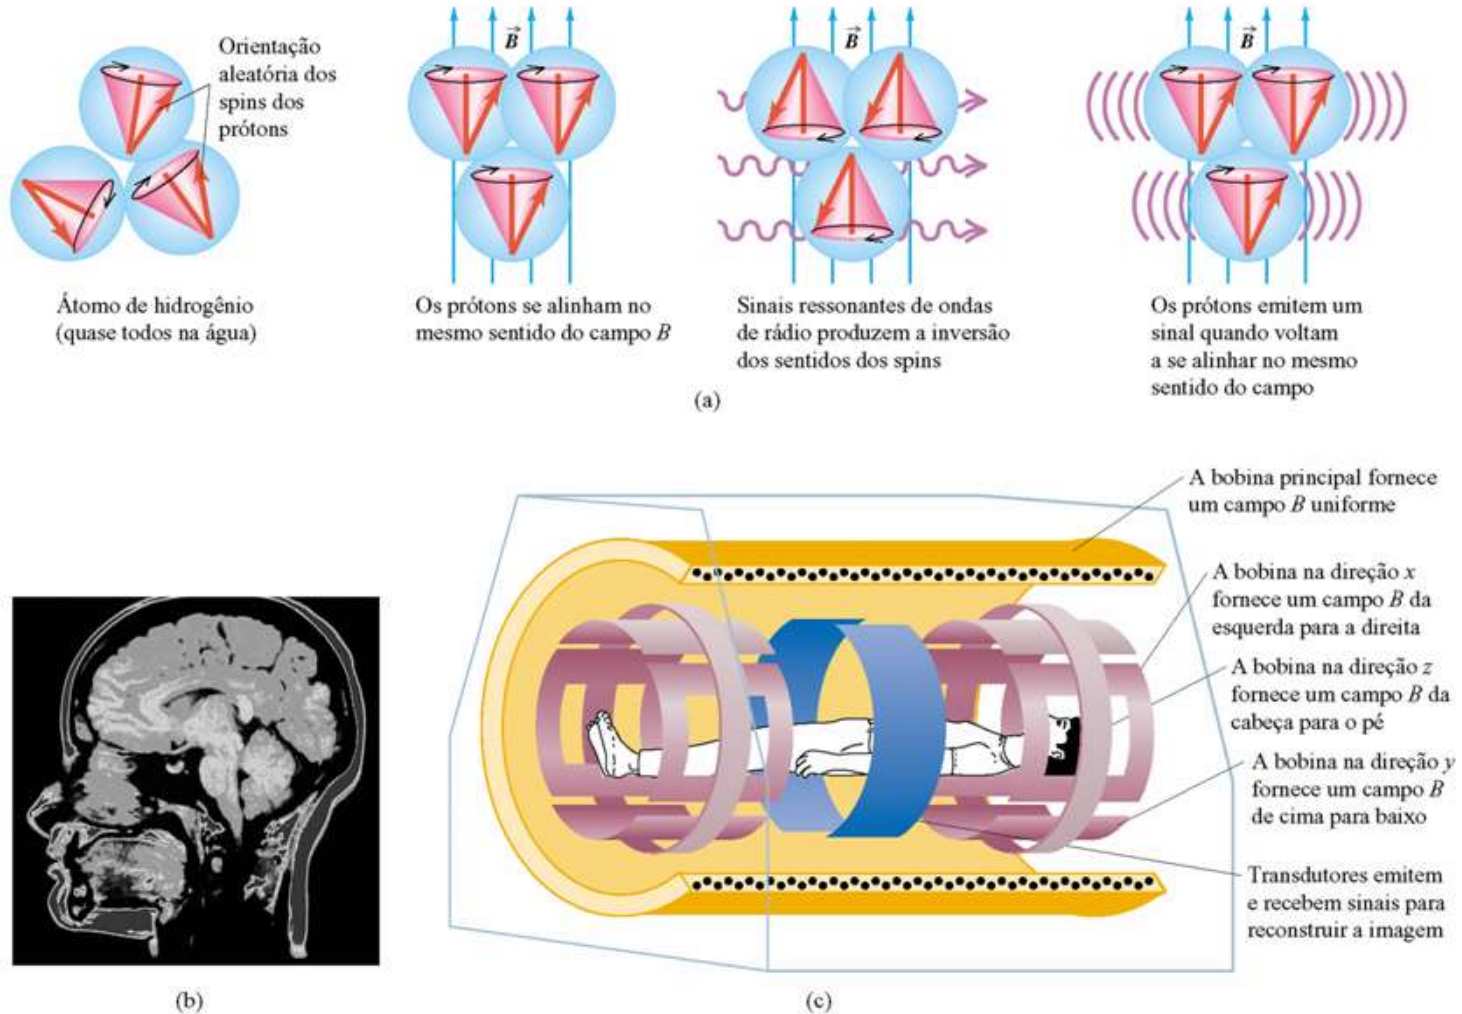 Orientação
aleatória dos
spins dos
prótons
Átomo de hidrogênio
(quase todos na água)
B
Os prótons se alinham no
mesmo sentido do campo B
B
Sinais ressonantes de ondas
de rádio produzem a inversão
dos sentidos dos spins
B
Os prótons emitem um
sinal quando voltam
a se alinhar no mesmo
sentido do campo
(a)
(b)
A bobina principal fornece
um campo B uniforme
A bobina na direção x
fornece um campo B da
esquerda para a direita
A bobina na direção z
fornece um campo B da
cabeça para o pé
A bobina na direção y
fornece um campo B
de cima para baixo
Transdutores emitem
e recebem sinais para
reconstruir a imagem
(c)